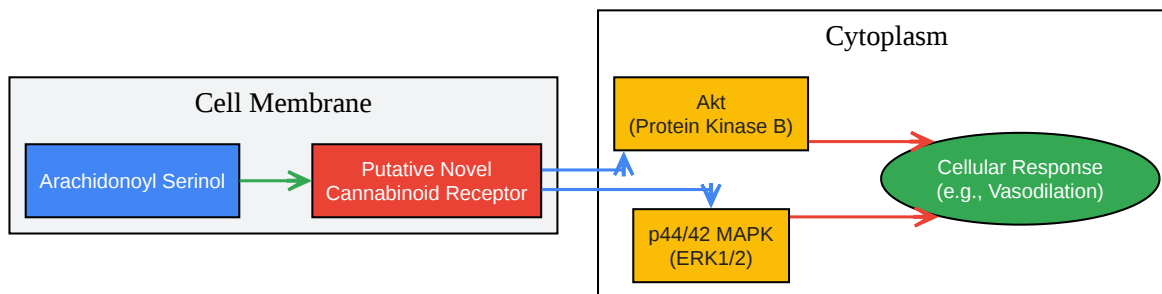 Cell Membrane
Arachidonoyl Serinol
Putative Novel
Cannabinoid Receptor
Cytoplasm
Akt
(Protein Kinase B)
p44/42 MAPK
(ERK1/2)
Cellular Response
(e.g., Vasodilation)